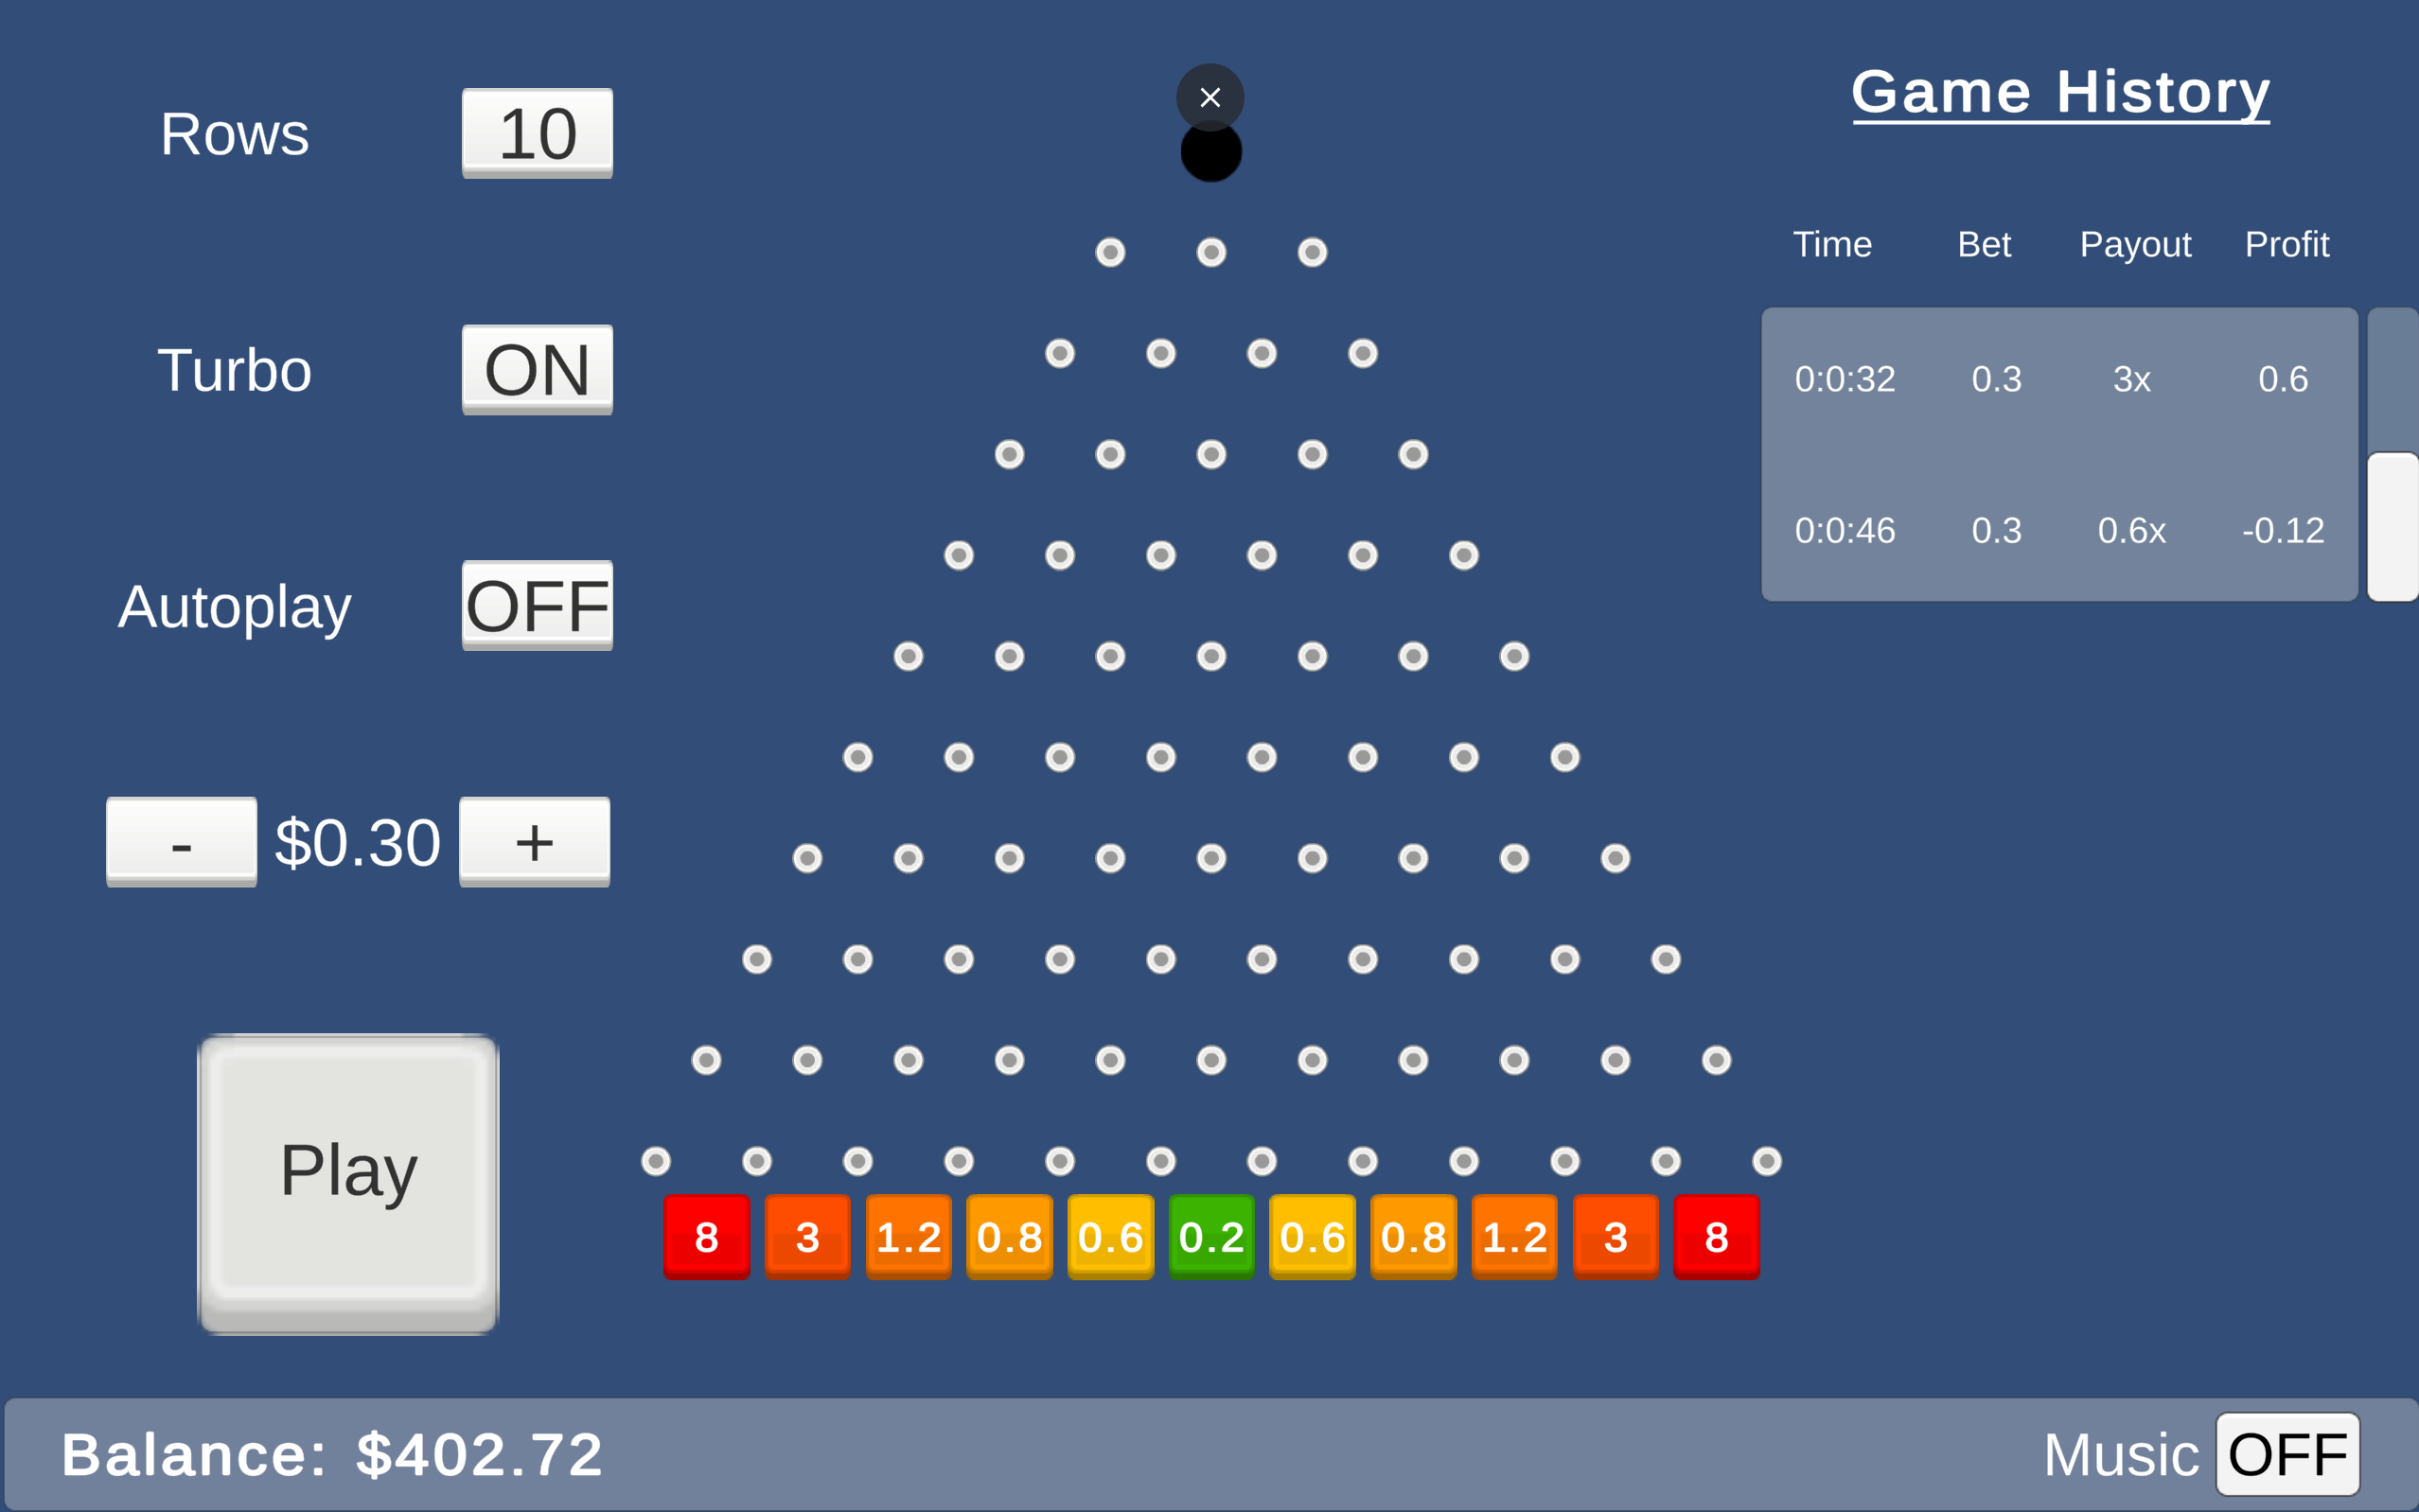 Rows 10
Turbo ON
Autoplay OFF
- $0.30 +
Play
×
8 3 1.2 0.8 0.6 0.2 0.6 0.8 1.2 3 8
Game History
Time Bet Payout Profit
0:0:32 0.3 3x 0.6
0:0:46 0.3 0.6x -0.12
Balance: $402.72
Music OFF